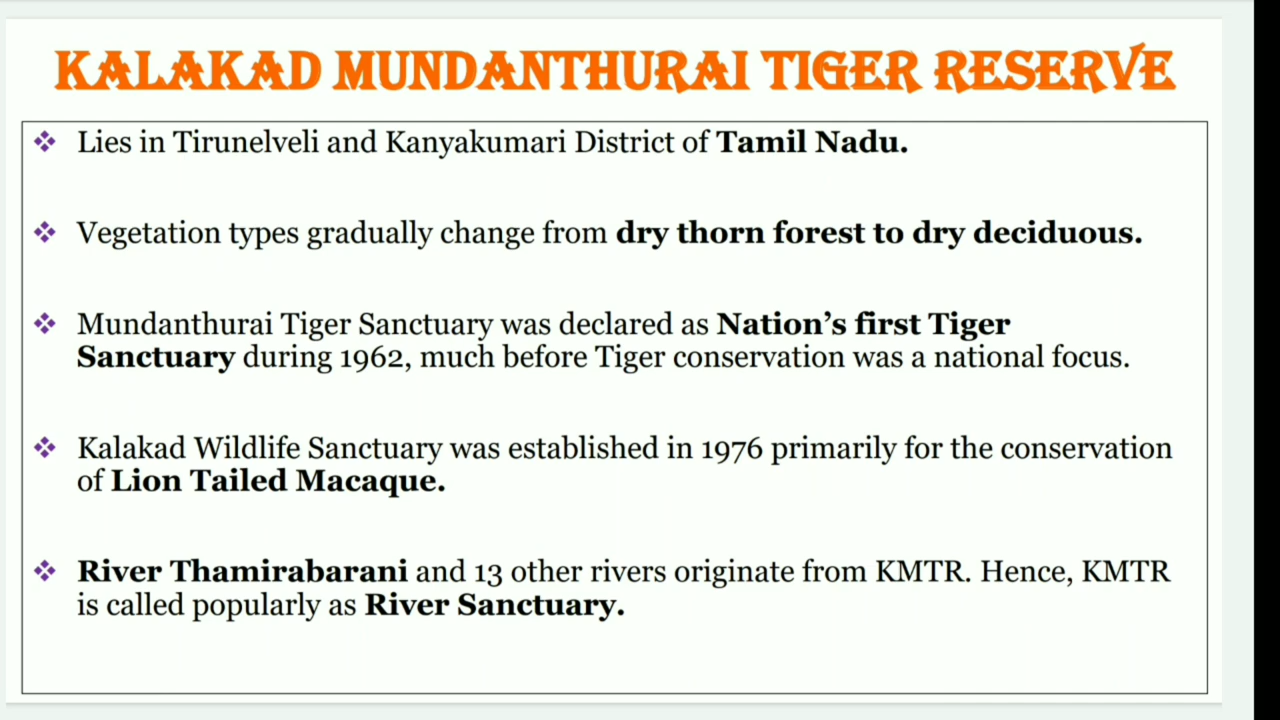 KALAKAD MUNDANTHURAI TIGER RESERVE
Lies in Tirunelveli and Kanyakumari District of Tamil Nadu.
Vegetation types gradually change from dry thorn forest to dry deciduous.
Mundanthurai Tiger Sanctuary was declared as Nation’s first Tiger
Sanctuary during 1962, much before Tiger conservation was a national focus.
Kalakad Wildlife Sanctuary was established in 1976 primarily for the conservation
of Lion Tailed Macaque.
River Thamirabarani and 13 other rivers originate from KMTR. Hence, KMTR
is called popularly as River Sanctuary.